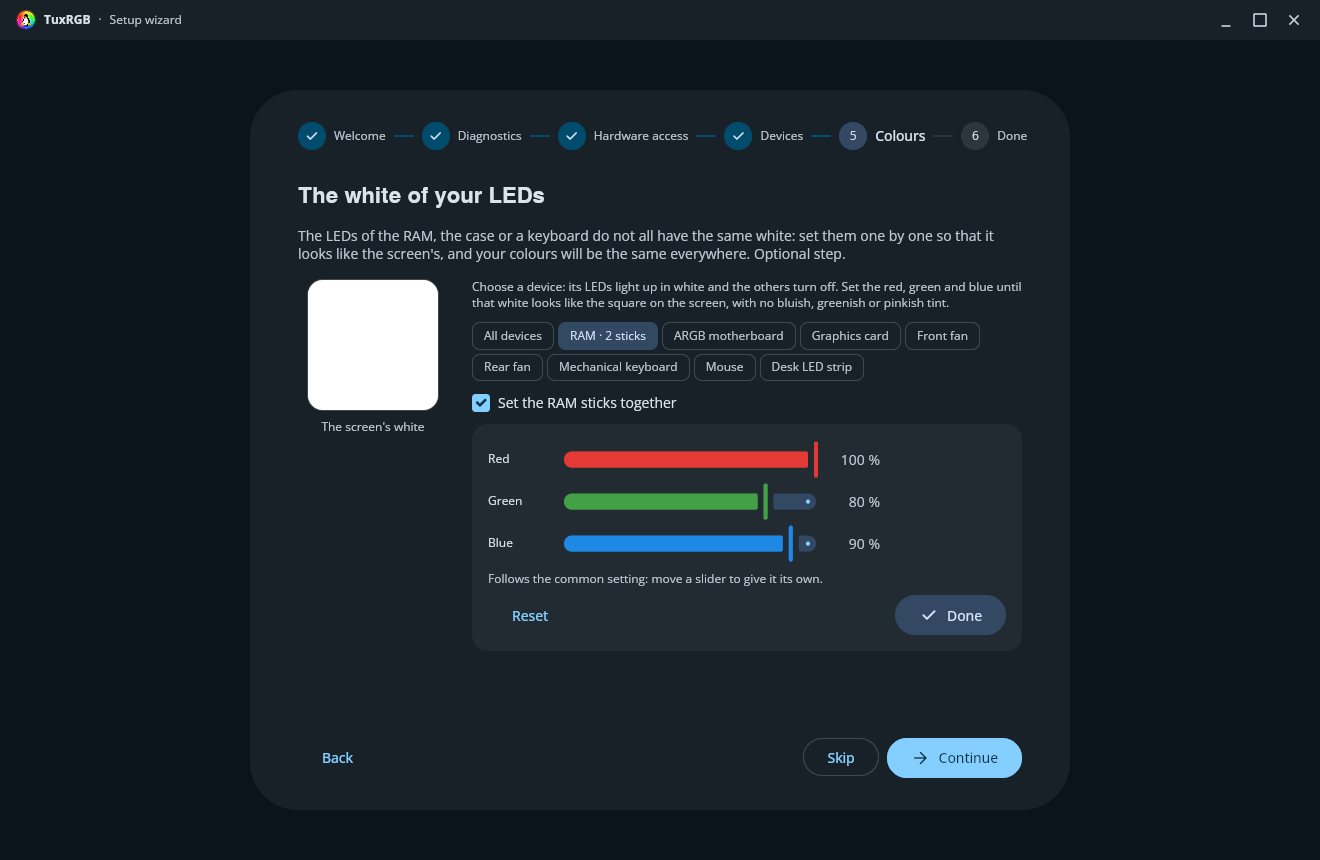 TuxRGB · Setup wizard
Welcome
Diagnostics
Hardware access
Devices
5 Colours
6 Done
The white of your LEDs
The LEDs of the RAM, the case or a keyboard do not all have the same white: set them one by one so that it
looks like the screen's, and your colours will be the same everywhere. Optional step.
The screen's white
Choose a device: its LEDs light up in white and the others turn off. Set the red, green and blue until
that white looks like the square on the screen, with no bluish, greenish or pinkish tint.
All devices
RAM · 2 sticks
ARGB motherboard
Graphics card
Front fan
Rear fan
Mechanical keyboard
Mouse
Desk LED strip
Set the RAM sticks together
Red 100 %
Green 80 %
Blue 90 %
Follows the common setting: move a slider to give it its own.
Reset
Done
Back
Skip
Continue